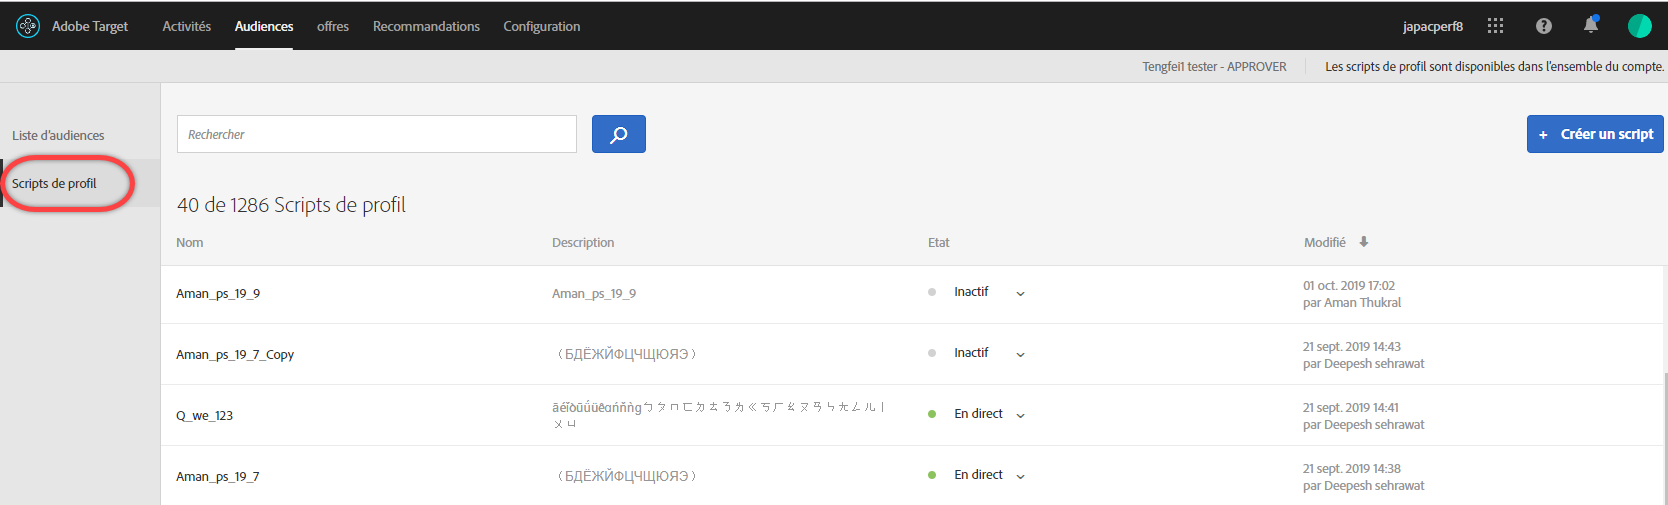 Adobe Target Activités Audiences offres Recommandations Configuration japacperf8
Tengfei1 tester - APPROVER Les scripts de profil sont disponibles dans l'ensemble du compte.
Liste d'audiences
Scripts de profil
Rechercher
+ Créer un script
40 de 1286 Scripts de profil
Nom Description Etat Modifié
Aman_ps_19_9 Aman_ps_19_9 Inactif 01 oct. 2019 17:02
par Aman Thukral
Aman_ps_19_7_Copy （БДЁЖЙФЦЧЩЮЯЭ） Inactif 21 sept. 2019 14:43
par Deepesh sehrawat
Q_we_123 āéǐòūǘüêɑńňǹgㄅㄆㄇㄈㄉㄊㄋㄌㄍㄎㄏㄠㄡㄢㄣㄤㄥㄦㄧ En direct 21 sept. 2019 14:41
ㄨㄩ
par Deepesh sehrawat
Aman_ps_19_7 （БДЁЖЙФЦЧЩЮЯЭ） En direct 21 sept. 2019 14:38
par Deepesh sehrawat